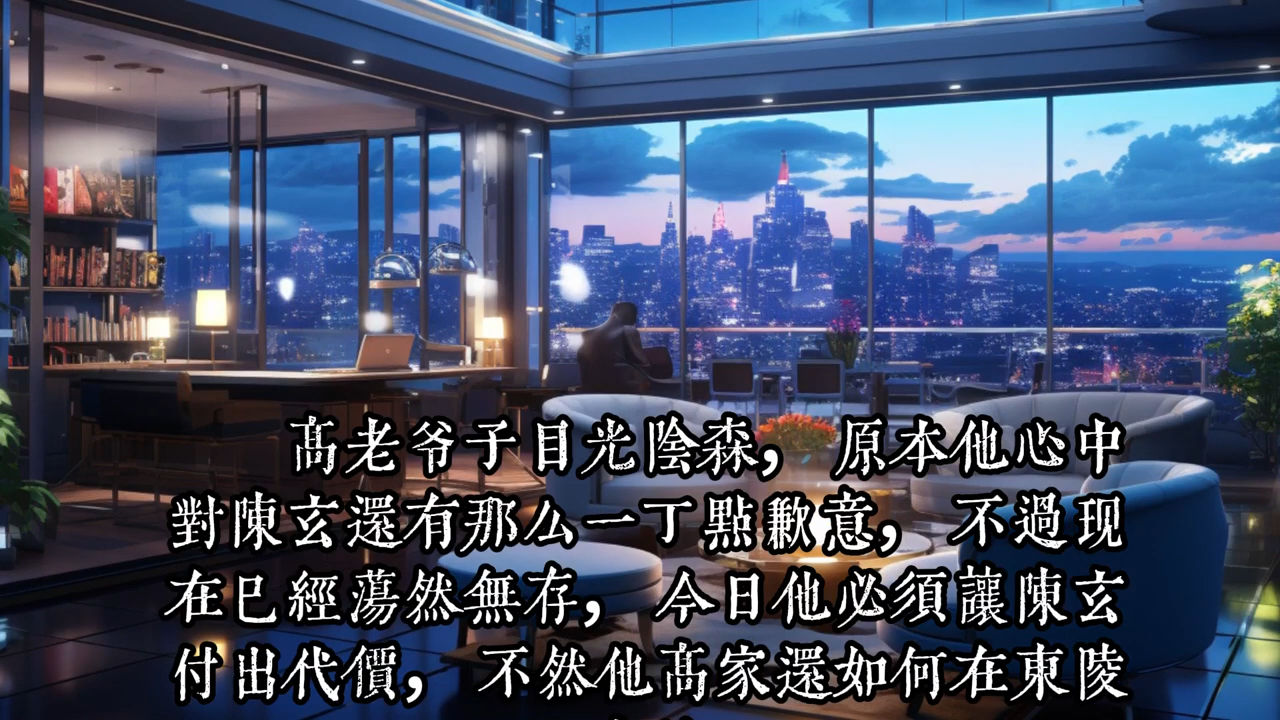 高老爷子目光陰森， 原本他心中
對陳玄還有那么一丁點歉意， 不過现
在已經蕩然無存， 今日他必須讓陳玄
付出代價， 不然他高家還如何在東陵